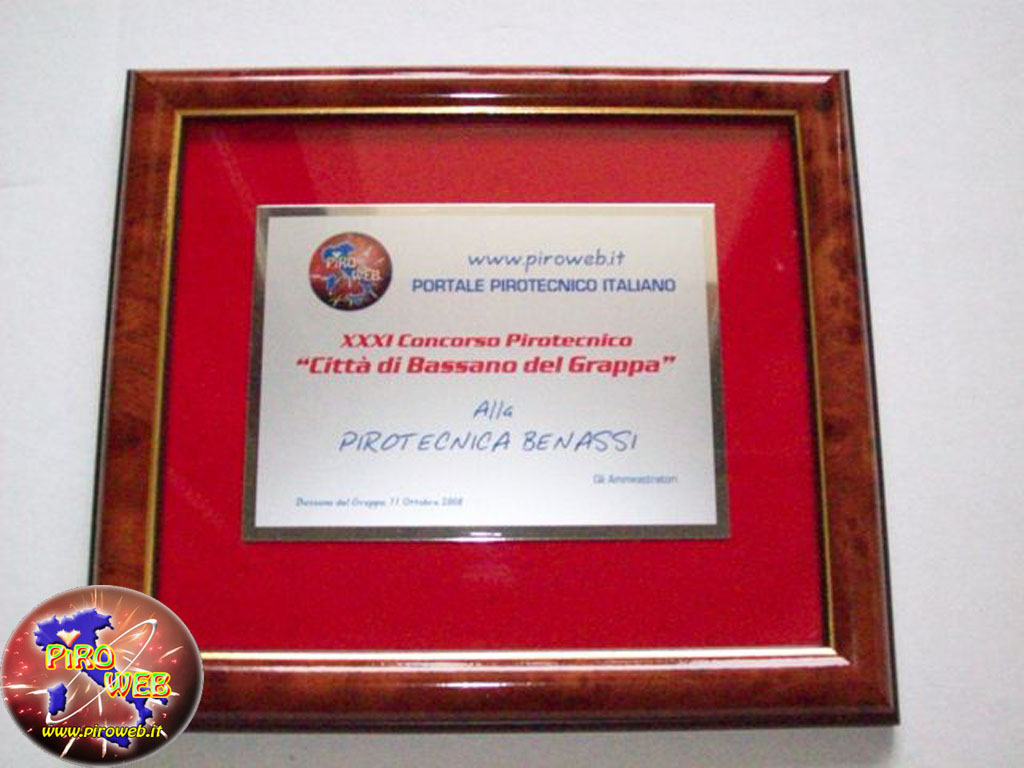 PiRO
WEB
www.piroweb.it
PORTALE PIROTECNICO ITALIANO
XXXI Concorso Pirotecnico
“Città di Bassano del Grappa”
Alla
PIROTECNICA BENASSI
Gli Amministratori
Bassano del Grappa, 11 Ottobre 2008
PiRO
WEB
www.piroweb.it